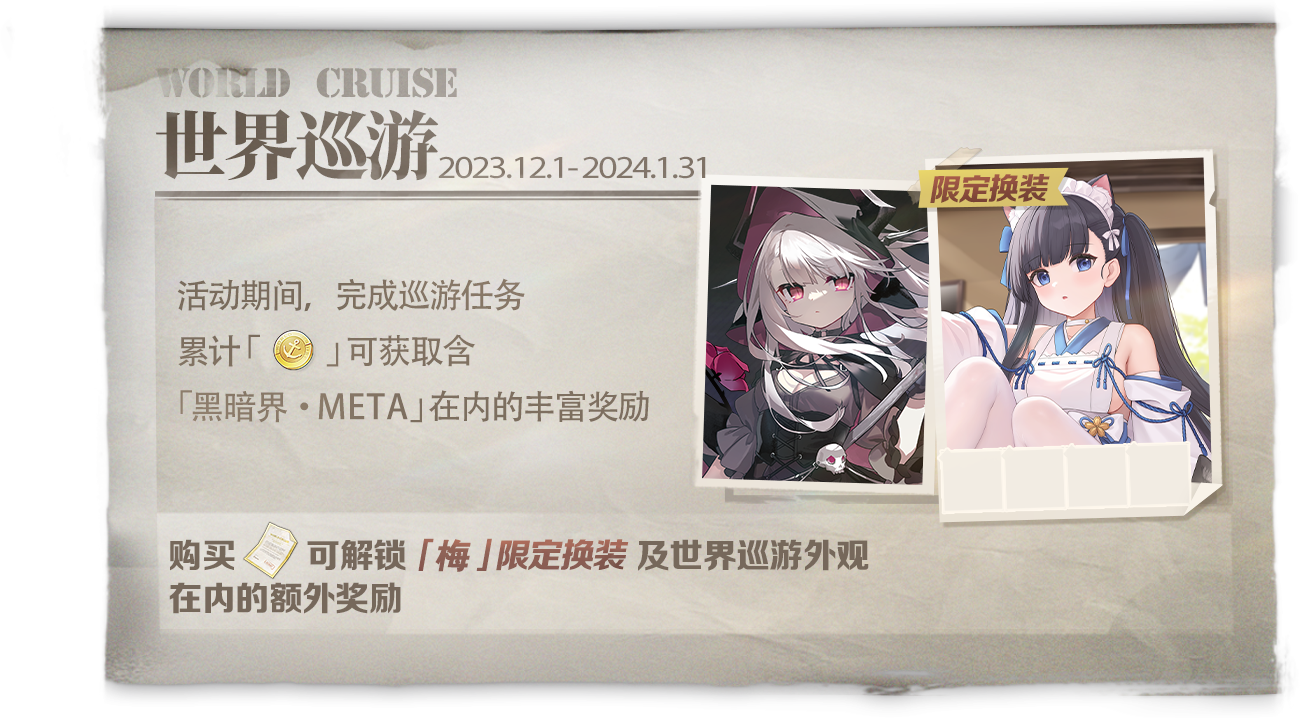 WORLD CRUISE
世界巡游 2023.12.1-2024.1.31
限定换装
活动期间，完成巡游任务
累计「 」可获取含
「黑暗界·META」在内的丰富奖励
购买 可解锁「梅」限定换装 及世界巡游外观
在内的额外奖励